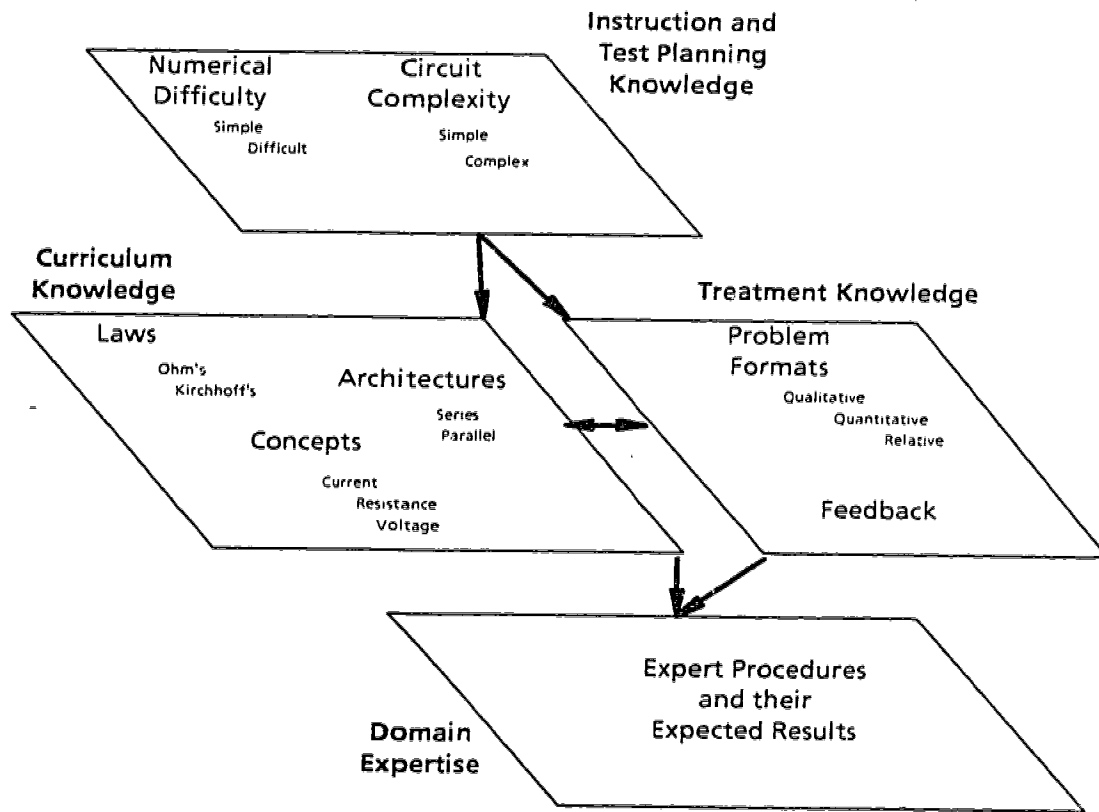 Instruction and
Test Planning
Knowledge
Numerical
Difficulty
Simple
Difficult
Circuit
Complexity
Simple
Complex
Curriculum
Knowledge
Laws
Ohm's
Kirchhoff's
Architectures
Series
Parallel
Concepts
Current
Resistance
Voltage
Treatment Knowledge
Problem
Formats
Qualitative
Quantitative
Relative
Feedback
Expert Procedures
and their
Expected Results
Domain
Expertise